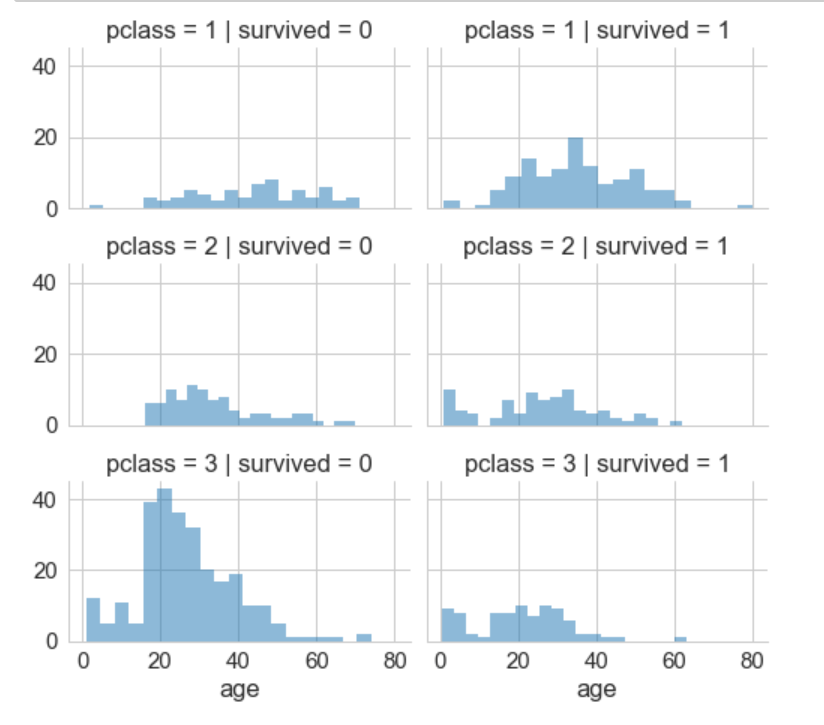 pclass = 1 | survived = 0
pclass = 1 | survived = 1
40
20
0
pclass = 2 | survived = 0
pclass = 2 | survived = 1
40
20
0
pclass = 3 | survived = 0
pclass = 3 | survived = 1
40
20
0
0 20 40 60 80
0 20 40 60 80
age
age